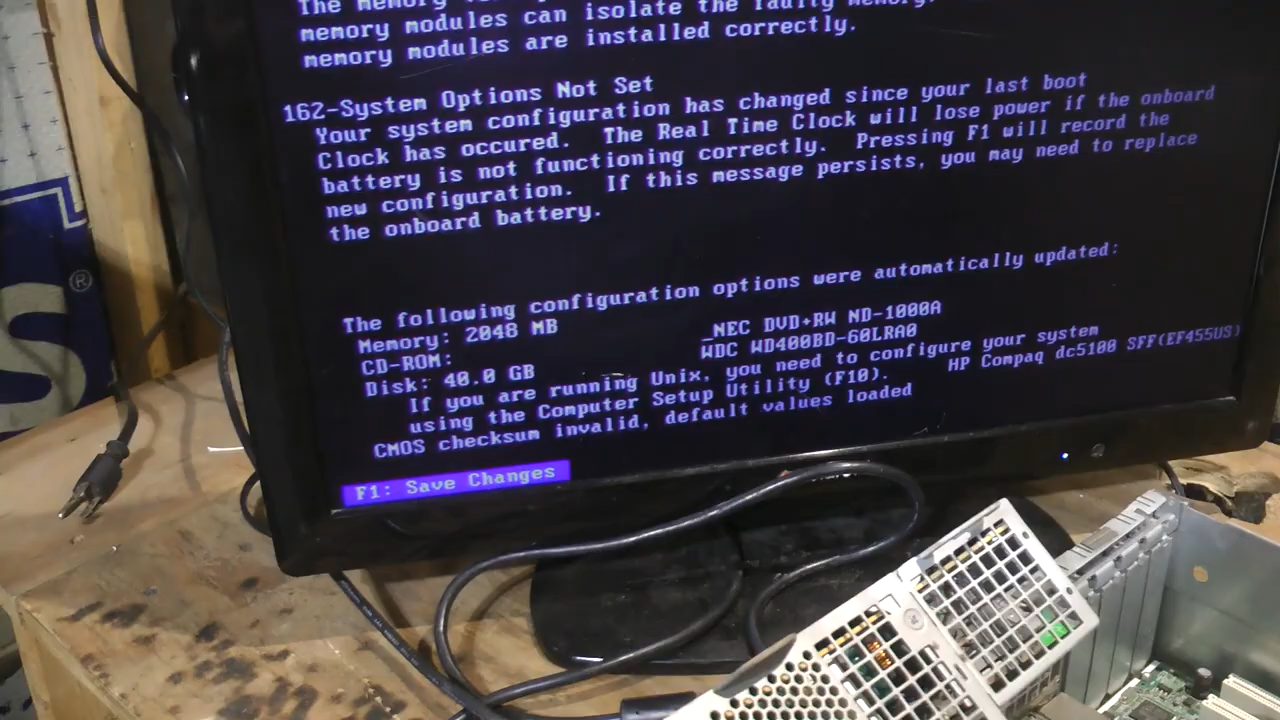 memory modules can isolate the faulty memory.
memory modules are installed correctly.
162-System Options Not Set
Your system configuration has changed since your last boot
Clock has occured. The Real Time Clock will lose power if the onboard
battery is not functioning correctly. Pressing F1 will record the
new configuration. If this message persists, you may need to replace
the onboard battery.
The following configuration options were automatically updated:
Memory: 2048 MB
CD-ROM: _NEC DVD+RW ND-1000A
Disk: 40.0 GB WDC WD400BD-60LRA0
If you are running Unix, you need to configure your system
using the Computer Setup Utility (F10). HP Compaq dc5100 SFF(EF455US)
CMOS checksum invalid, default values loaded
F1: Save Changes
S®